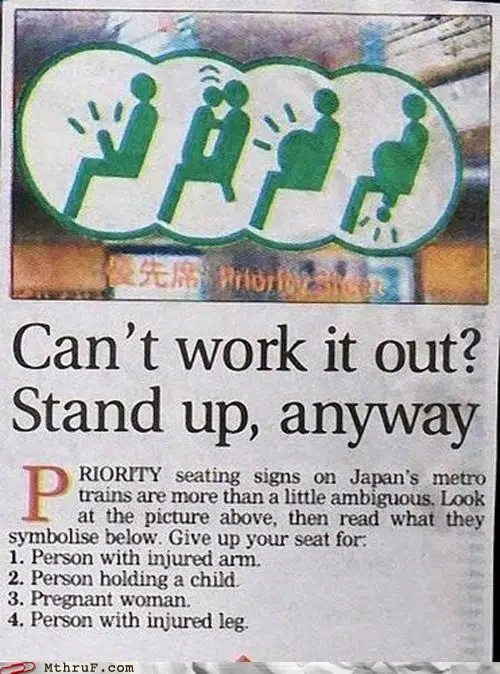 優先席 Priority Seat
Can't work it out?
Stand up, anyway
PRIORITY seating signs on Japan's metro
trains are more than a little ambiguous. Look
at the picture above, then read what they
symbolise below. Give up your seat for:
1. Person with injured arm.
2. Person holding a child.
3. Pregnant woman.
4. Person with injured leg.
MthruF.com